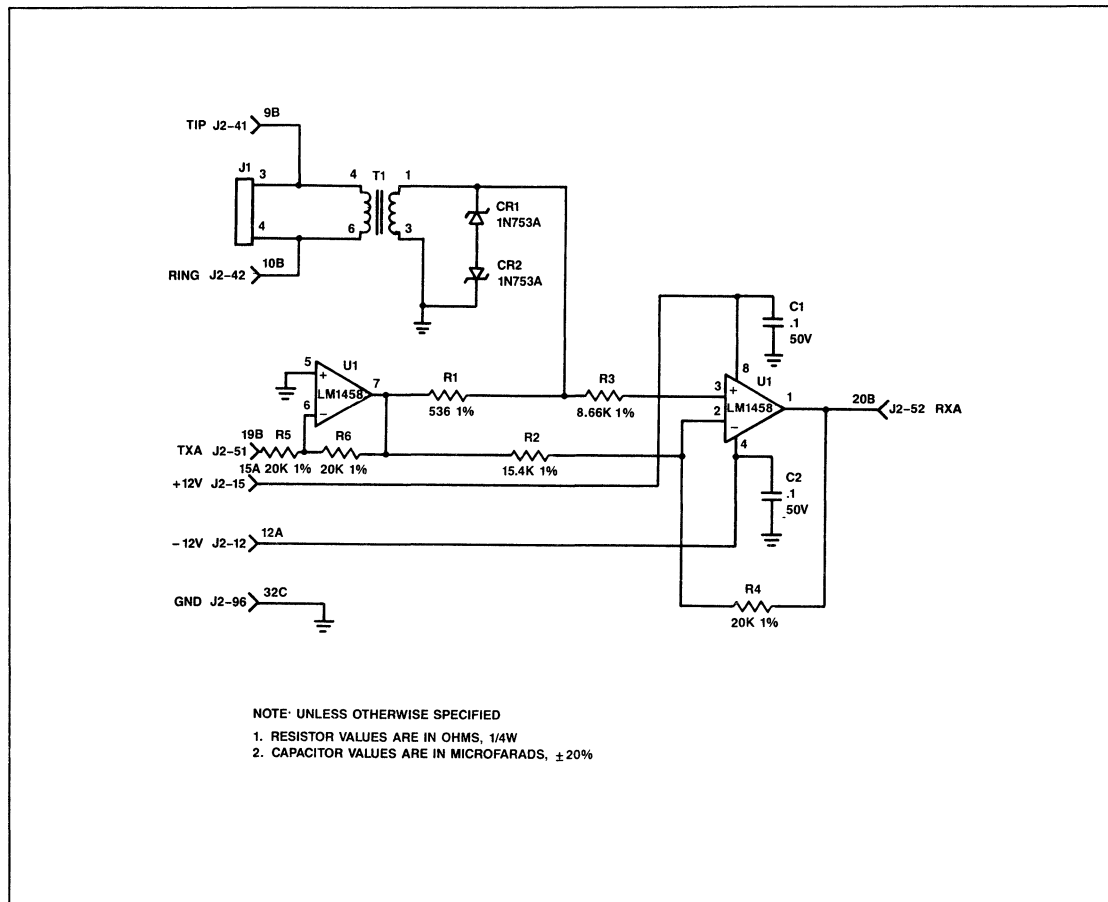 9B
TIP J2-41
J1
3
4
T1
1
CR1
1N753A
4
6
3
CR2
1N753A
10B
RING J2-42
C1
.1
50V
8
5
U1
+
LM1458
7
6
−
R1
536 1%
R3
8.66K 1%
3
U1
+
LM1458
1
2
−
4
20B
J2-52 RXA
19B
R5
R6
TXA J2-51
20K 1%
20K 1%
R2
15.4K 1%
15A
+12V J2-15
C2
.1
50V
12A
-12V J2-12
R4
20K 1%
32C
GND J2-96
NOTE· UNLESS OTHERWISE SPECIFIED
1. RESISTOR VALUES ARE IN OHMS, 1/4W
2. CAPACITOR VALUES ARE IN MICROFARADS, ±20%